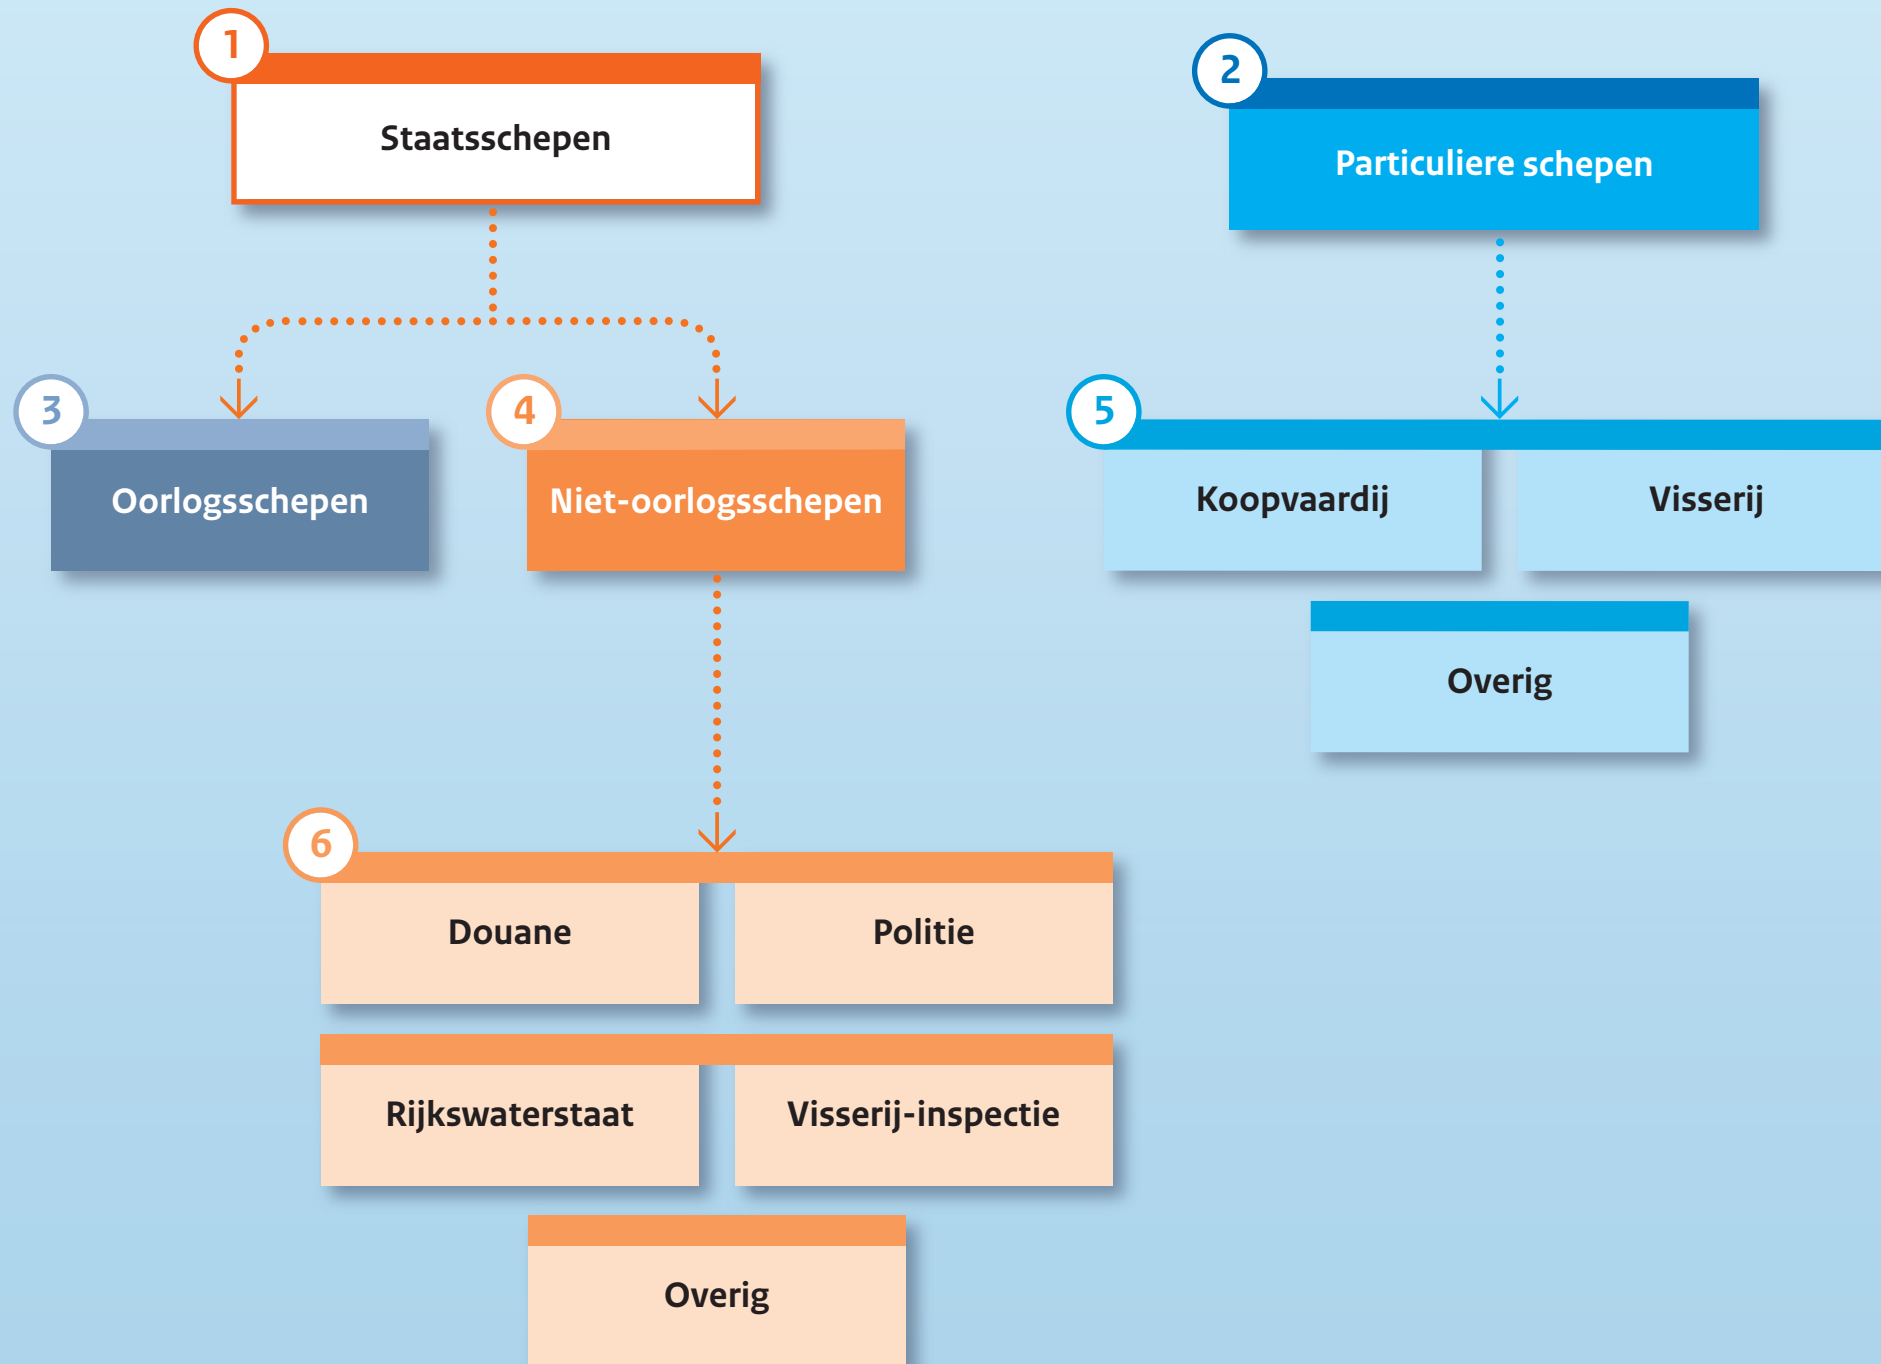 1
Staatsschepen
2
Particuliere schepen
3
Oorlogsschepen
4
Niet-oorlogsschepen
5
Koopvaardij
Visserij
Overig
6
Douane
Politie
Rijkswaterstaat
Visserij-inspectie
Overig